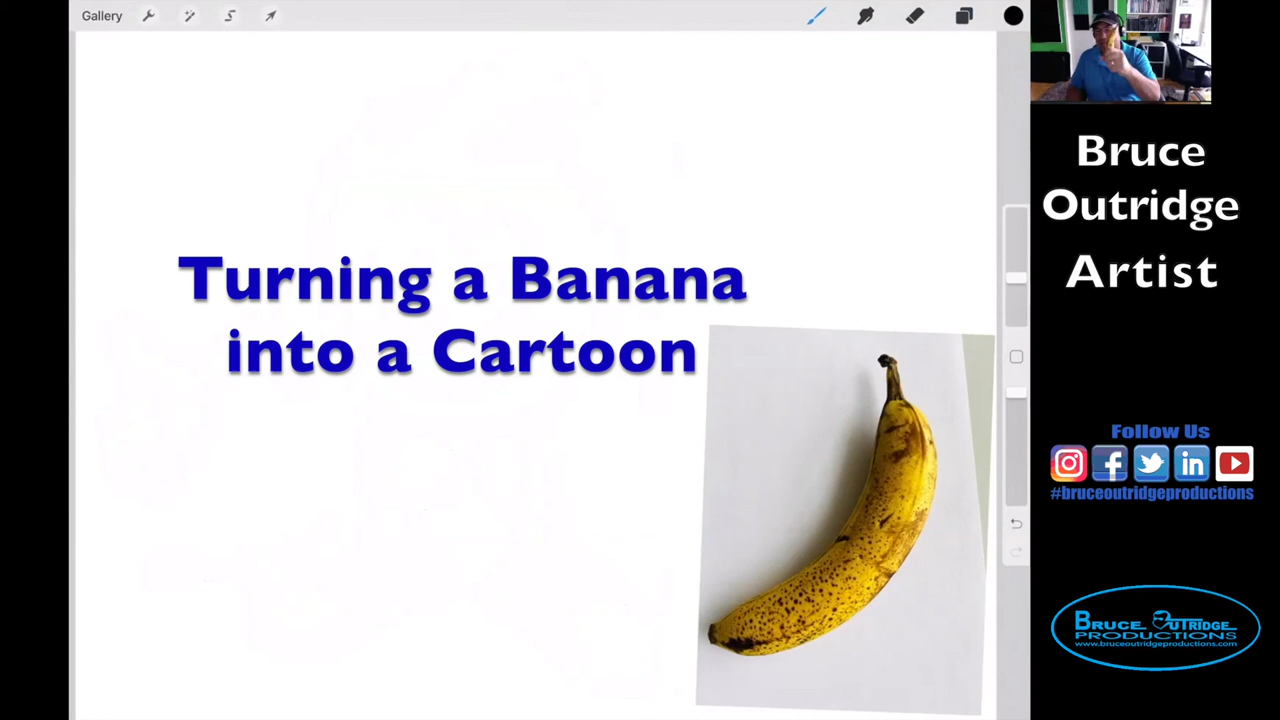 Gallery
Turning a Banana
into a Cartoon
Bruce
Outridge
Artist
Follow Us
#bruceoutridgeproductions
BRUCE OUTRIDGE
PRODUCTIONS
www.bruceoutridgeproductions.com